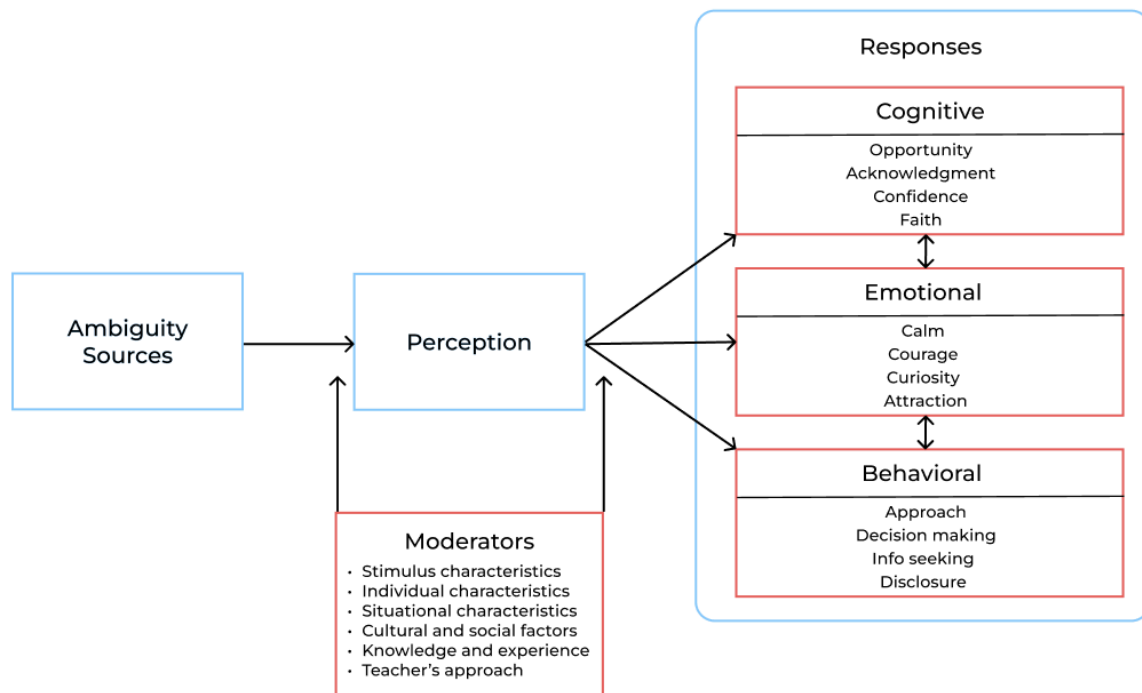 Ambiguity
Sources
Perception
Moderators
• Stimulus characteristics
• Individual characteristics
• Situational characteristics
• Cultural and social factors
• Knowledge and experience
• Teacher’s approach
Responses
Cognitive
Opportunity
Acknowledgment
Confidence
Faith
Emotional
Calm
Courage
Curiosity
Attraction
Behavioral
Approach
Decision making
Info seeking
Disclosure